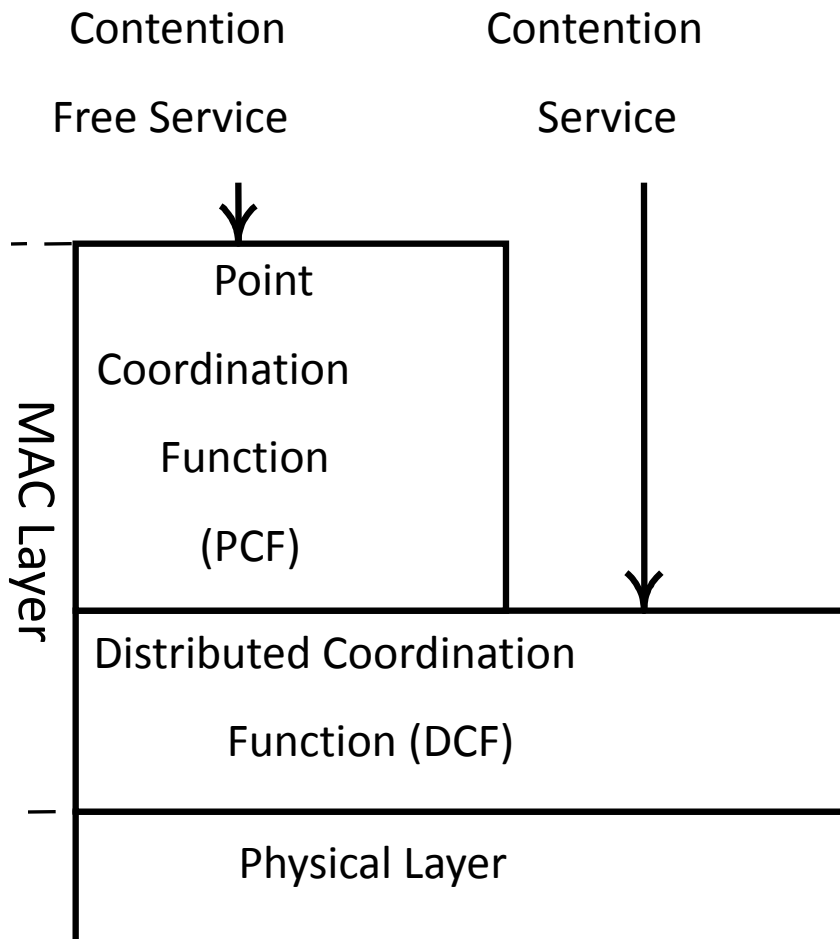 Contention
Free Service
Contention
Service
MAC Layer
Point
Coordination
Function
(PCF)
Distributed Coordination
Function (DCF)
Physical Layer